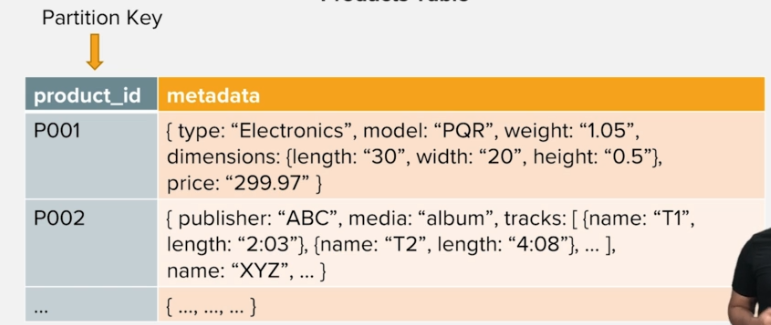 Products Table
Partition Key
product_id metadata
P001 { type: “Electronics”, model: “PQR”, weight: “1.05”,
dimensions: {length: “30”, width: “20”, height: “0.5”},
price: “299.97” }
P002 { publisher: “ABC”, media: “album”, tracks: [ {name: “T1”,
length: “2:03”}, {name: “T2”, length: “4:08”}, ... ],
name: “XYZ”, ... }
... { ..., ..., ... }